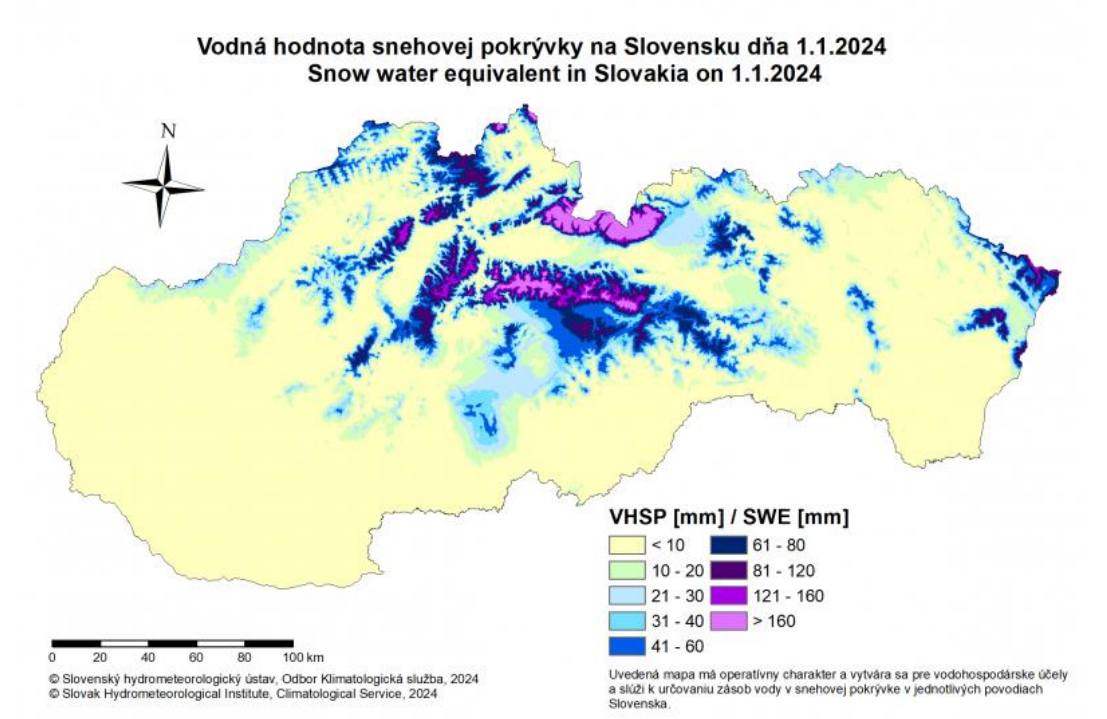 Vodná hodnota snehovej pokrývky na Slovensku dňa 1.1.2024
Snow water equivalent in Slovakia on 1.1.2024
N
VHSP [mm] / SWE [mm]
< 10
61 - 80
10 - 20
81 - 120
21 - 30
121 - 160
31 - 40
> 160
41 - 60
0 20 40 60 80 100 km
© Slovenský hydrometeorologický ústav, Odbor Klimatologická služba, 2024
© Slovak Hydrometeorological Institute, Climatological Service, 2024
Uvedená mapa má operatívny charakter a vytvára sa pre vodohospodárske účely
a slúži k určovaniu zásob vody v snehovej pokrývke v jednotlivých povodiach
Slovenska.